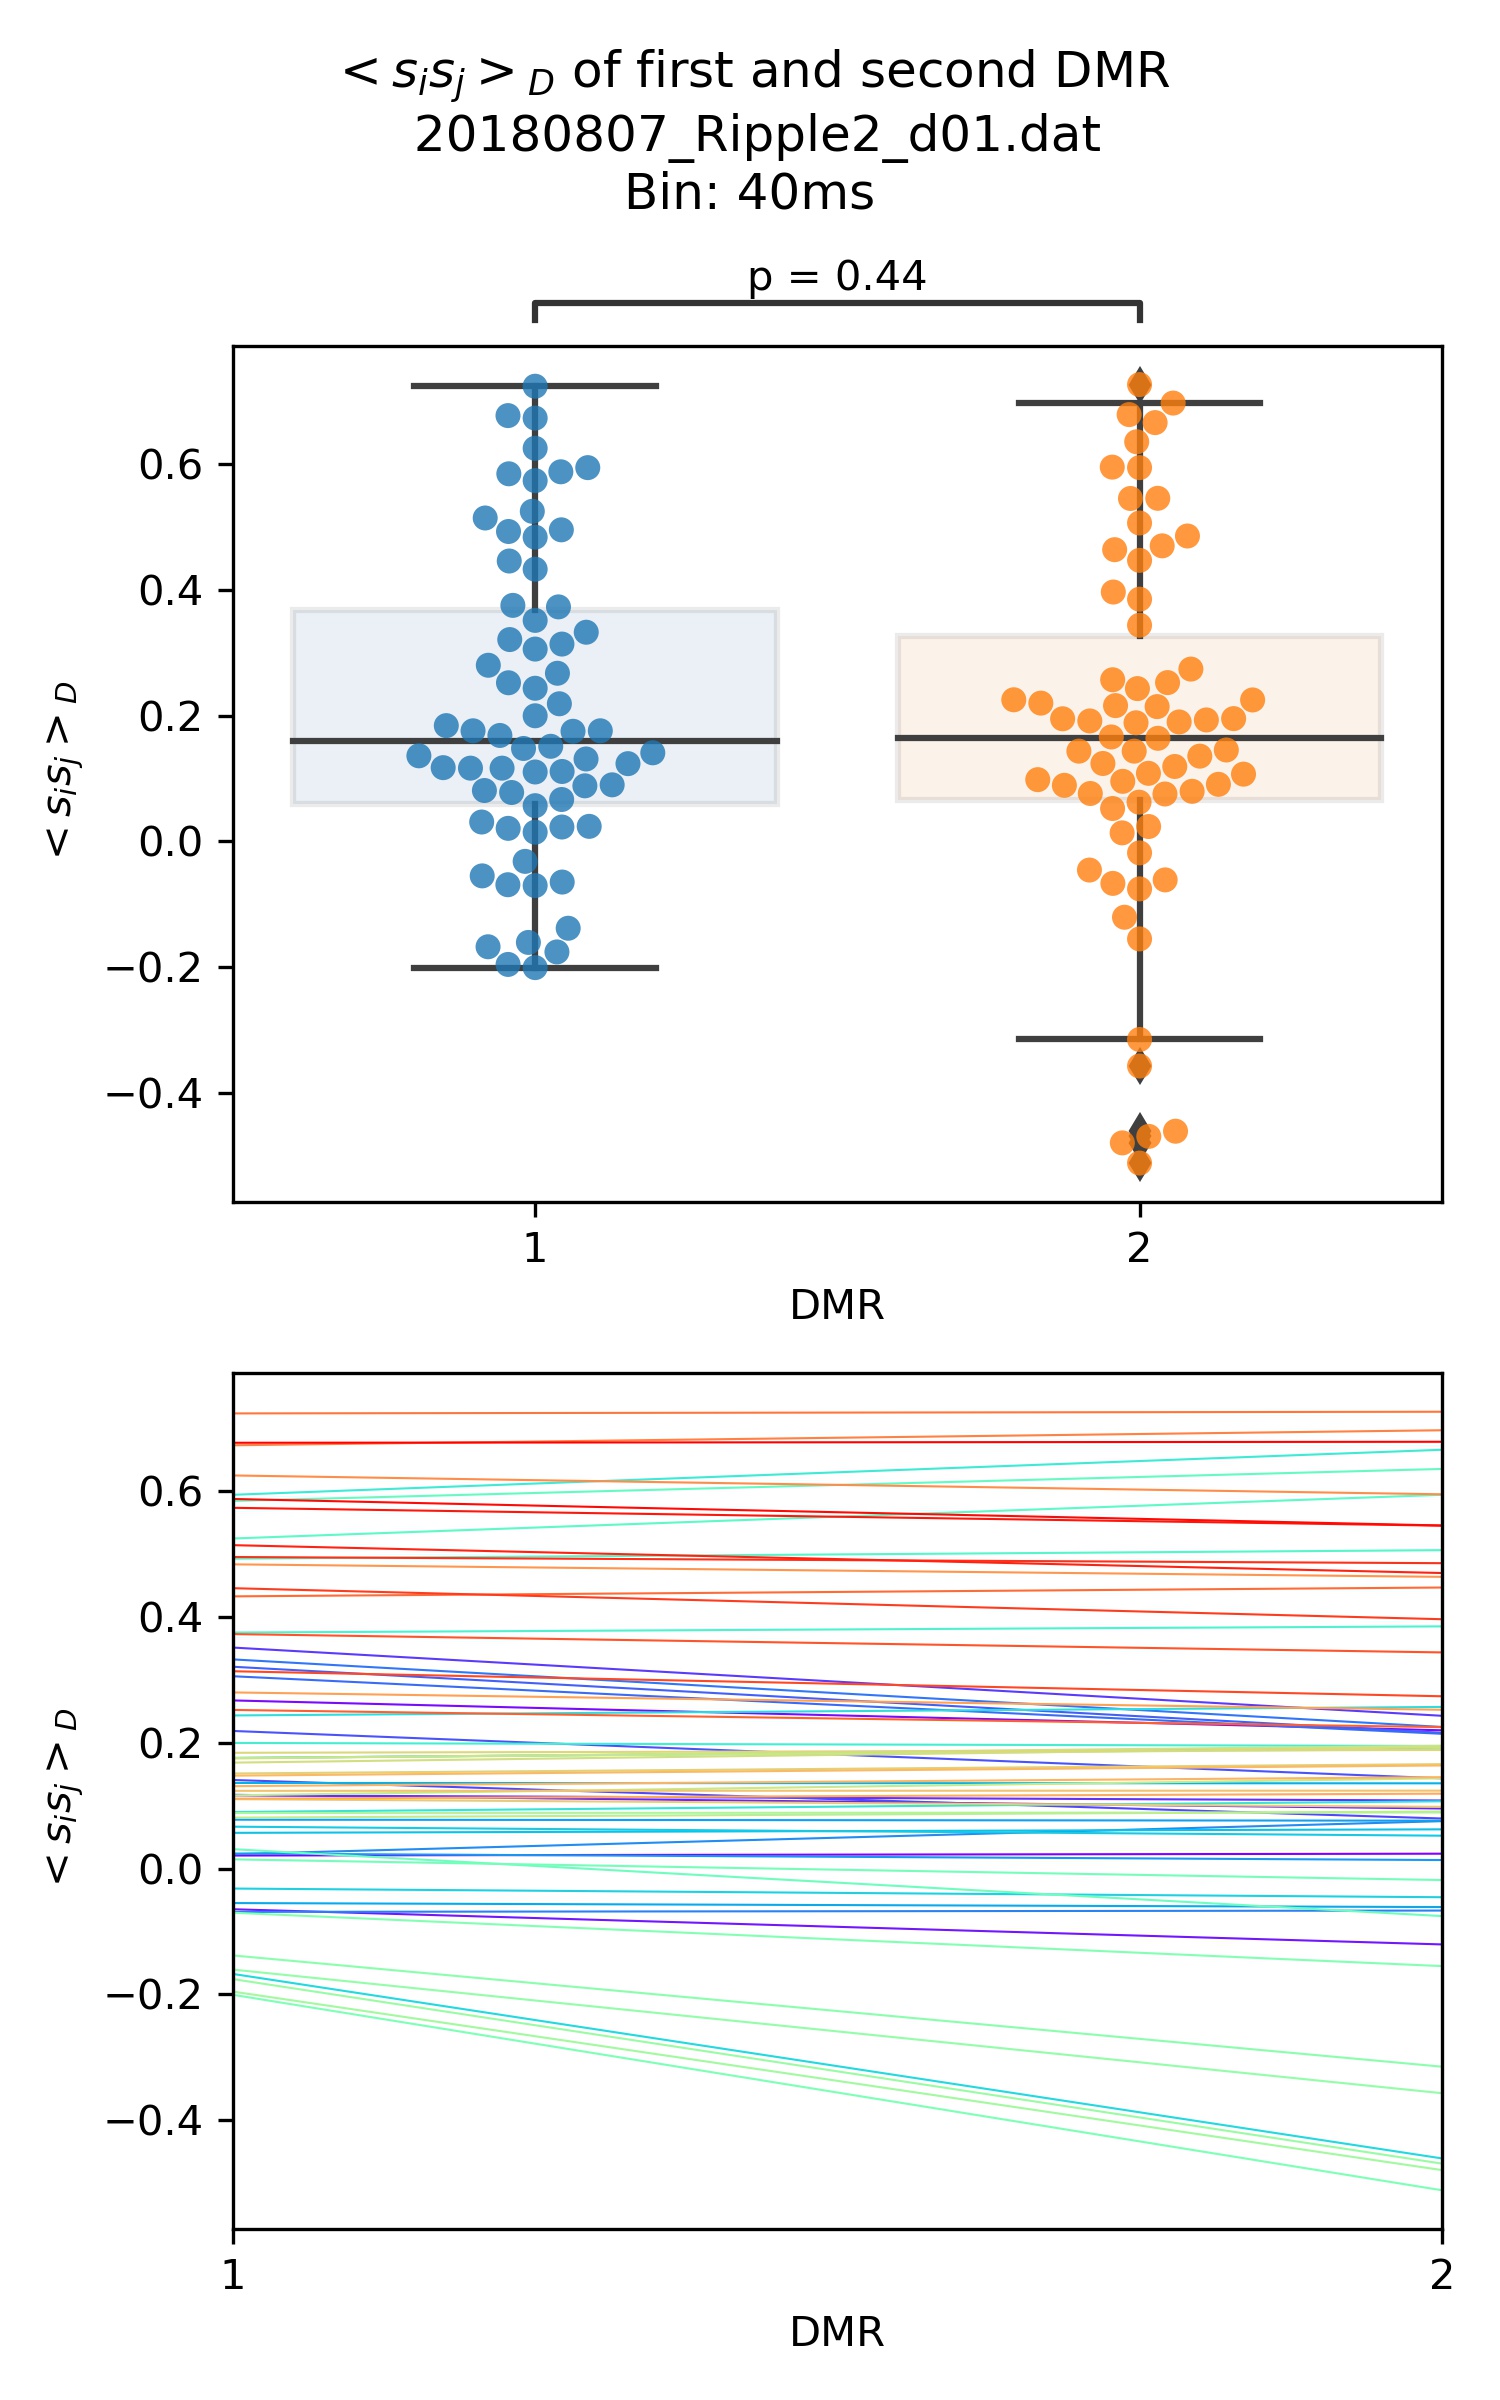 < s_i s_j >_D of first and second DMR
20180807_Ripple2_d01.dat
Bin: 40ms
p = 0.44
0.6
0.4
0.2
0.0
−0.2
−0.4
< s_i s_j >_D
1 2
DMR
0.6
0.4
0.2
0.0
−0.2
−0.4
< s_i s_j >_D
1 2
DMR